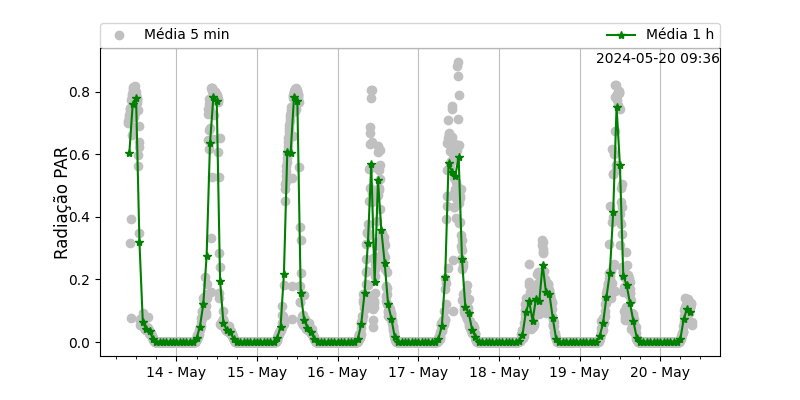 Média 5 min
Média 1 h
2024-05-20 09:36
Radiação PAR
0.8
0.6
0.4
0.2
0.0
14 - May
15 - May
16 - May
17 - May
18 - May
19 - May
20 - May